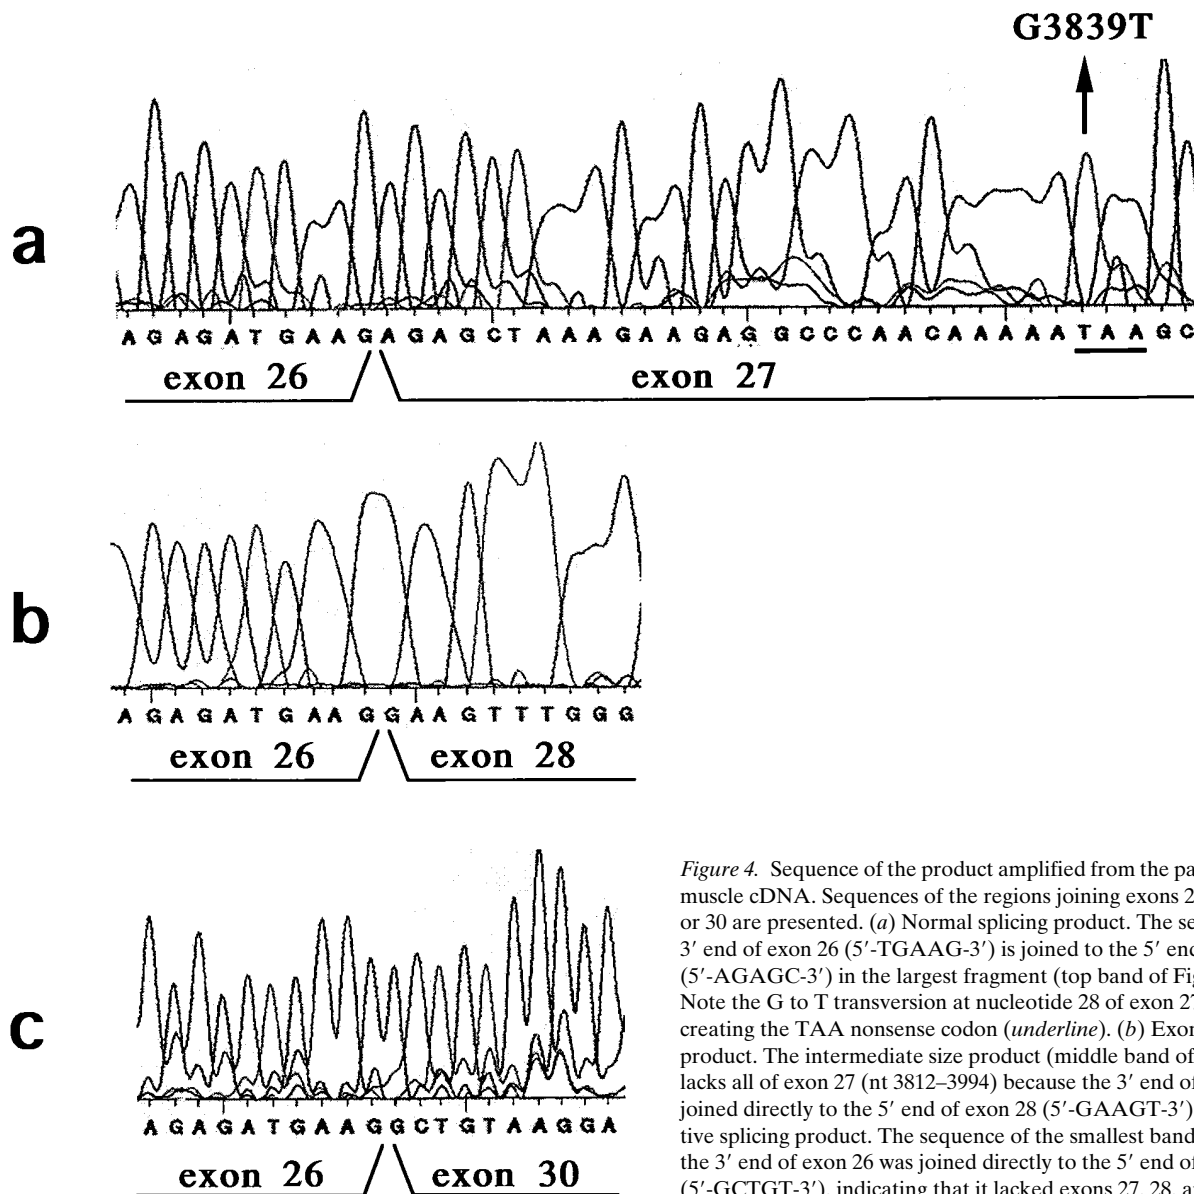 G3839T
a
A G A G A T G A A G A G A G C T A A A G A A G A G G C C C A A C A A A A A T A A G C
exon 26 exon 27
b
A G A G A T G A A G G A A G T T T G G G
exon 26 exon 28
c
A G A G A T G A A G G C T G T A A G G A
exon 26 exon 30
Figure 4. Sequence of the product amplified from the pa
muscle cDNA. Sequences of the regions joining exons 2
or 30 are presented. (a) Normal splicing product. The se
3′ end of exon 26 (5′-TGAAG-3′) is joined to the 5′ end
(5′-AGAGC-3′) in the largest fragment (top band of Fig
Note the G to T transversion at nucleotide 28 of exon 27
creating the TAA nonsense codon (underline). (b) Exon
product. The intermediate size product (middle band of
lacks all of exon 27 (nt 3812–3994) because the 3′ end of
joined directly to the 5′ end of exon 28 (5′-GAAGT-3′)
tive splicing product. The sequence of the smallest band
the 3′ end of exon 26 was joined directly to the 5′ end of
(5′-GCTGT-3′), indicating that it lacked exons 27, 28, a